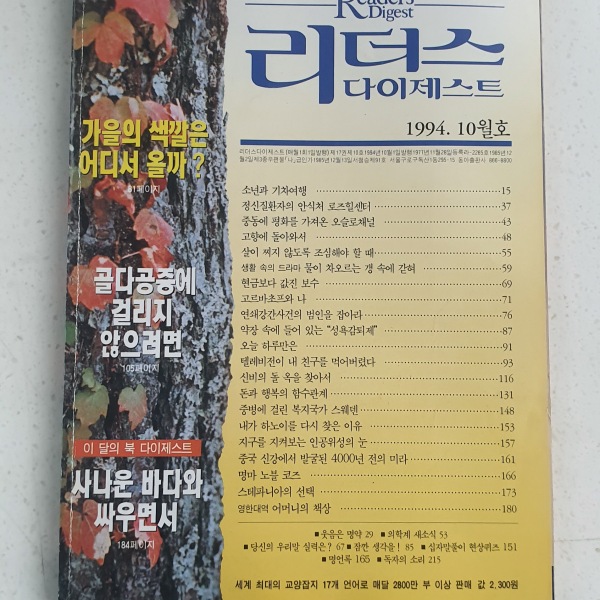 Reader's
Digest
리더스
다이제스트
1994. 10월호
가을의 색깔은
어디서 올까?
81페이지
골다공증에
걸리지
않으려면
105페이지
이 달의 북 다이제스트
사나운 바다와
싸우면서
184페이지
소년과 기차여행 15
정신질환자의 안식처 로즈힐센터 37
중동에 평화를 가져온 오슬로채널 43
고향에 돌아와서 48
살이 찌지 않도록 조심해야 할 때 55
생활 속의 드라마 물이 차오르는 갱 속에 갇혀 59
현금보다 값진 보수 69
고르바초프와 나 71
연쇄강간사건의 범인을 잡아라 76
약장 속에 들어 있는 "성욕감퇴제" 87
오늘 하루만은 91
텔레비전이 내 친구를 먹어버렸다 93
신비의 돌 옥을 찾아서 116
돈과 행복의 함수관계 131
중병에 걸린 복지국가 스웨덴 148
내가 하노이를 다시 찾은 이유 153
지구를 지켜보는 인공위성의 눈 157
중국 신강에서 발굴된 4000년 전의 미라 161
명마 노블 코즈 166
스테파니아의 선택 173
영한대역 어머니의 책상 180
■웃음은 명약 29 ■의학계 새소식 53
■당신의 우리말 실력은? 67 ■잠깐 생각을! 85 ■십자말풀이 현상퀴즈 151
■명언록 165 ■독자의 소리 215
세계 최대의 교양잡지 17개 언어로 매달 2800만 부 이상 판매 값 2,300원